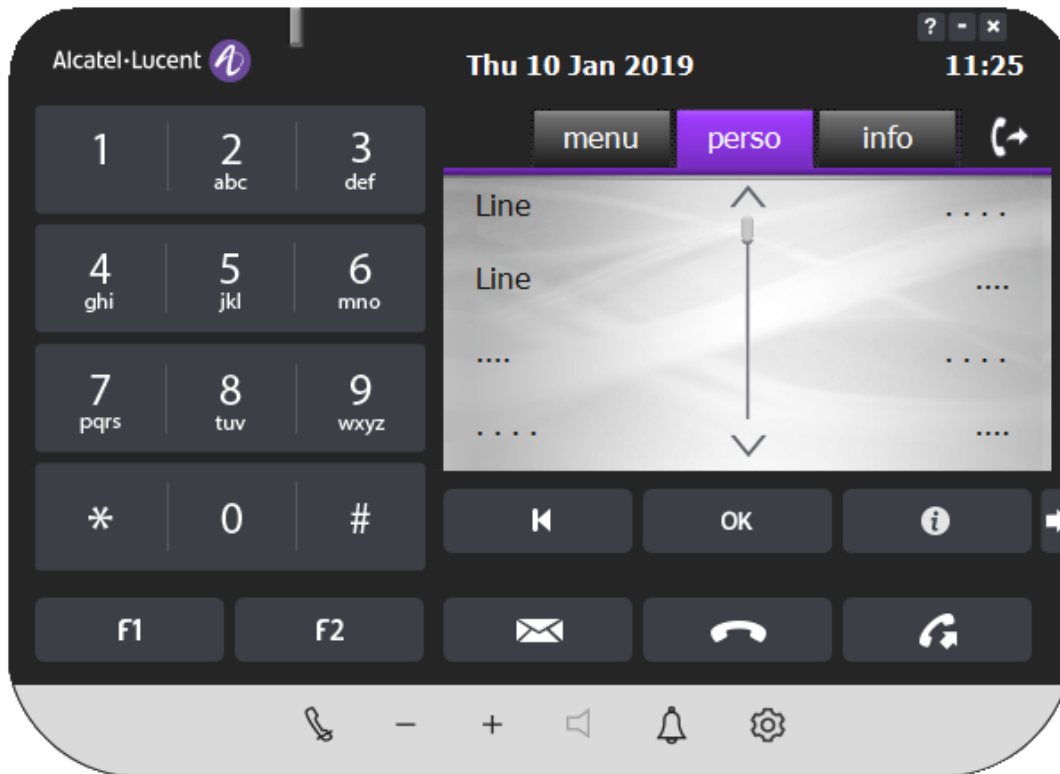 ? - ×
Alcatel·Lucent
Thu 10 Jan 2019 11:25
menu perso info
1 2 3
abc def
4 5 6
ghi jkl mno
7 8 9
pqrs tuv wxyz
* 0 #
Line . . . .
Line ....
.... . . . .
. . . . ....
OK
F1 F2
- +